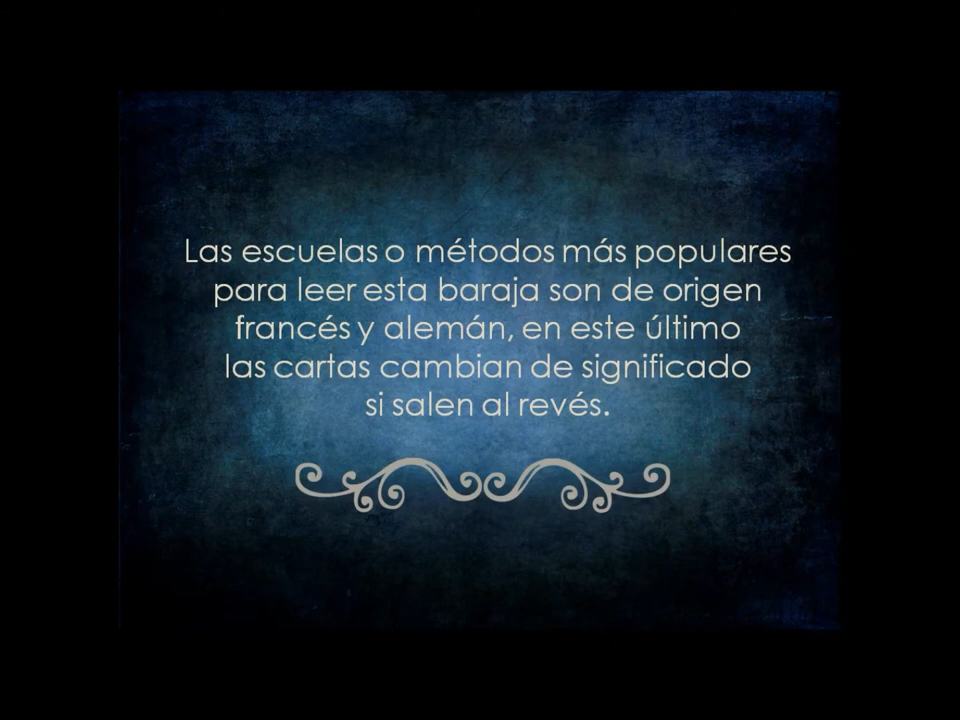 Las escuelas o métodos más populares
para leer esta baraja son de origen
francés y alemán, en este último
las cartas cambian de significado
si salen al revés.